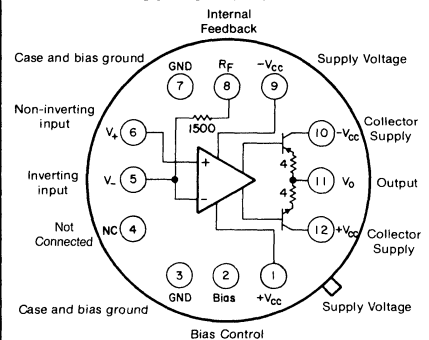 Internal
Feedback
Case and bias ground
Supply Voltage
GND
RF
-VCC
7
8
9
1500
Non-inverting
input
V+
6
10
-VCC
Collector
Supply
+
4
Inverting
input
V-
5
11
VO
Output
−
4
Not
Connected
NC
4
12
+VCC
Collector
Supply
3
2
1
GND
Bias
+VCC
Case and bias ground
Supply Voltage
Bias Control